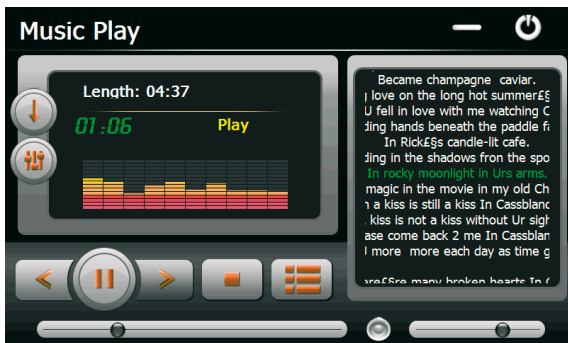 Music Play
Length: 04:37
01:06
Play
Became champagne caviar.
love on the long hot summer£§
U fell in love with me watching C
ding hands beneath the paddle fa
In Rick£§s candle-lit cafe.
ding in the shadows fron the spo
In rocky moonlight in Urs arms.
magic in the movie in my old Ch
a kiss is still a kiss In Cassblanc
kiss is not a kiss without Ur sigh
ase come back 2 me In Cassblan
more more each day as time g
many broken hearts In